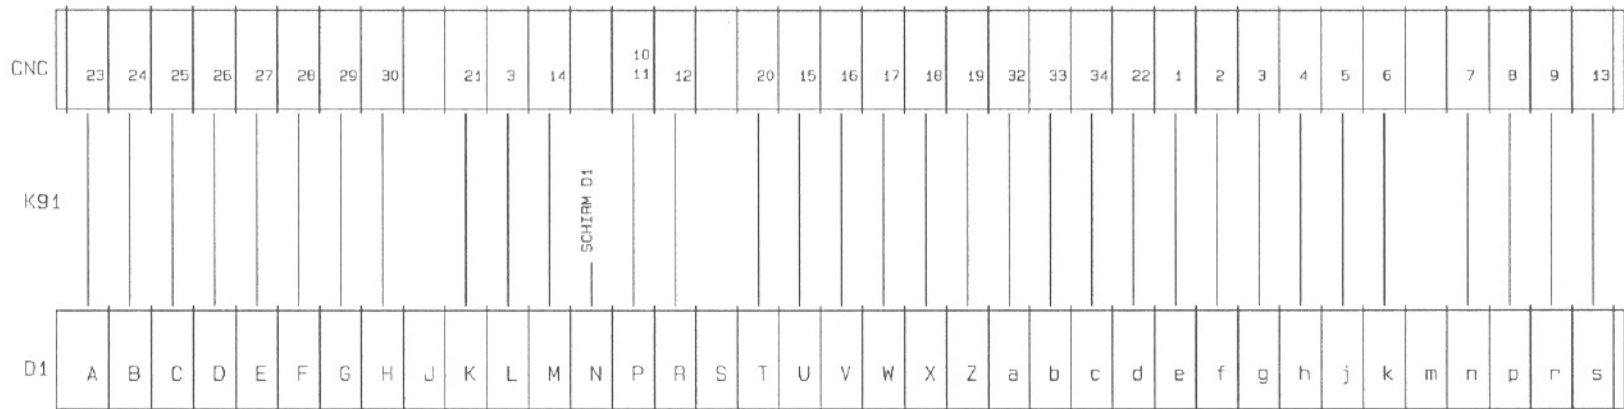 10
CNC 23 24 25 26 27 28 29 30 21 3 14 11 12 20 15 16 17 18 19 32 33 34 22 1 2 3 4 5 6 7 8 9 13
K91
SCHIRM D1
D1 A B C D E F G H J K L M N P R S T U V W X Z a b c d e f g h j k m n p r s